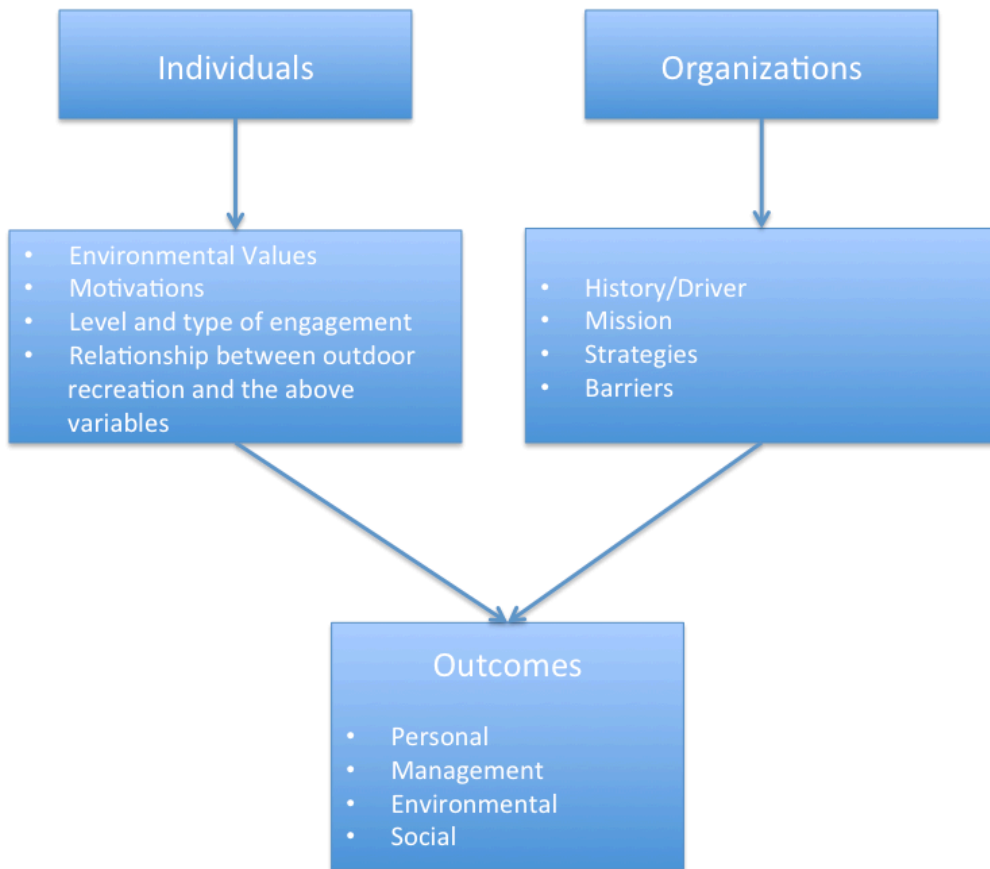 Individuals
Organizations
• Environmental Values
• Motivations
• Level and type of engagement
• Relationship between outdoor
recreation and the above
variables
• History/Driver
• Mission
• Strategies
• Barriers
Outcomes
• Personal
• Management
• Environmental
• Social